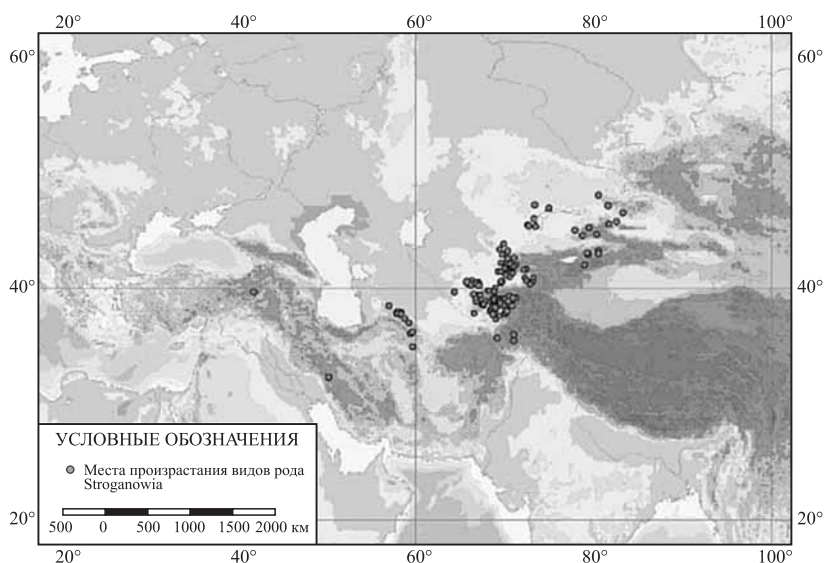 20° 40° 60° 80° 100°
60° 60°
40° 40°
УСЛОВНЫЕ ОБОЗНАЧЕНИЯ
Места произрастания видов рода
Stroganowia
500 0 500 1000 1500 2000 км
20° 20°
20° 40° 60° 80° 100°